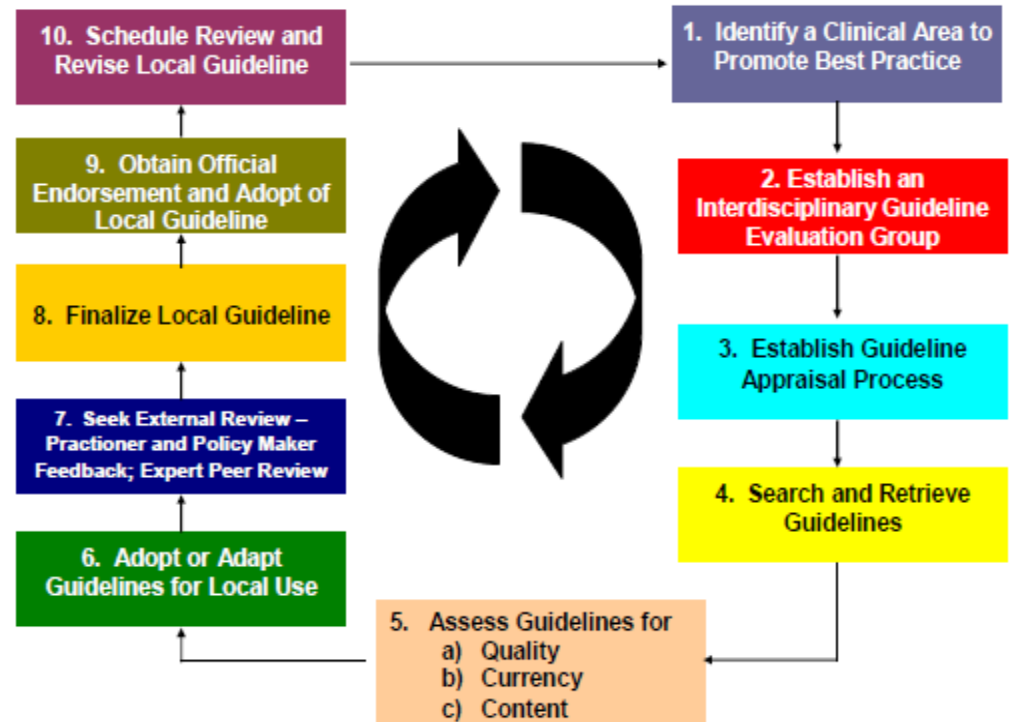 1. Identify a Clinical Area to
Promote Best Practice
2. Establish an
Interdisciplinary Guideline
Evaluation Group
3. Establish Guideline
Appraisal Process
4. Search and Retrieve
Guidelines
5. Assess Guidelines for
a) Quality
b) Currency
c) Content
6. Adopt or Adapt
Guidelines for Local Use
7. Seek External Review –
Practioner and Policy Maker
Feedback; Expert Peer Review
8. Finalize Local Guideline
9. Obtain Official
Endorsement and Adopt of
Local Guideline
10. Schedule Review and
Revise Local Guideline